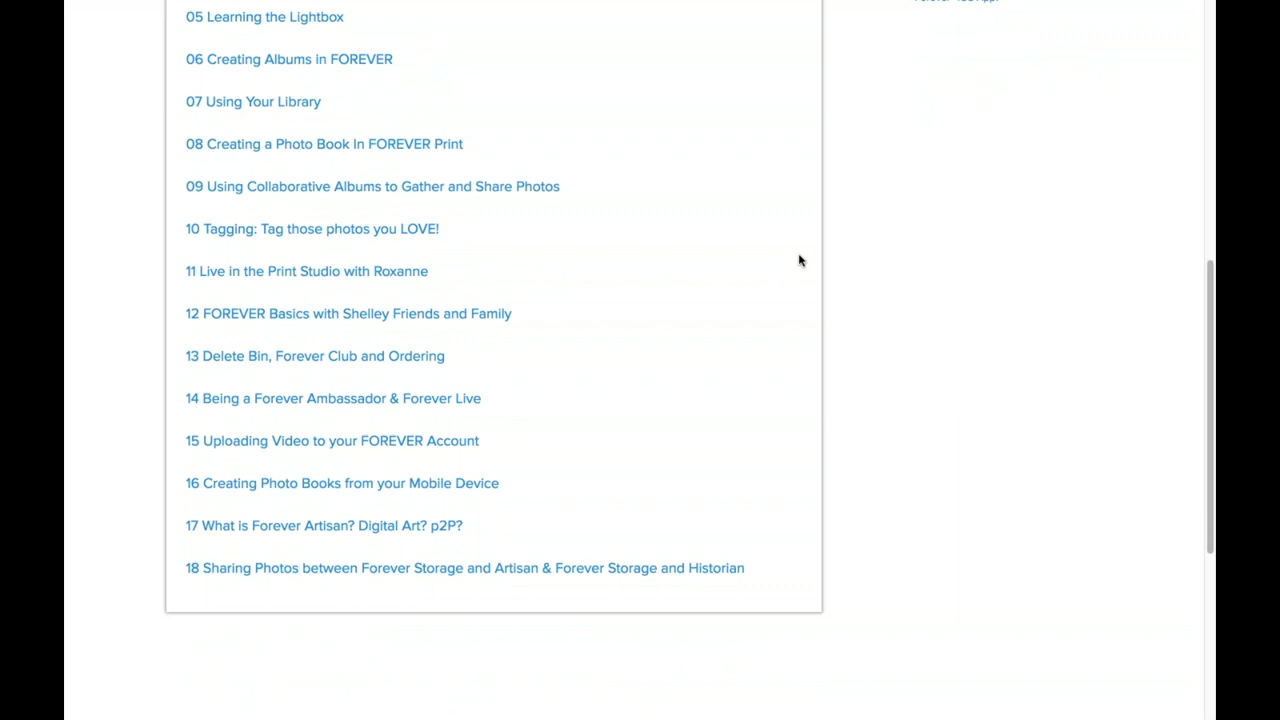 05 Learning the Lightbox
06 Creating Albums in FOREVER
07 Using Your Library
08 Creating a Photo Book In FOREVER Print
09 Using Collaborative Albums to Gather and Share Photos
10 Tagging: Tag those photos you LOVE!
11 Live in the Print Studio with Roxanne
12 FOREVER Basics with Shelley Friends and Family
13 Delete Bin, Forever Club and Ordering
14 Being a Forever Ambassador & Forever Live
15 Uploading Video to your FOREVER Account
16 Creating Photo Books from your Mobile Device
17 What is Forever Artisan? Digital Art? p2P?
18 Sharing Photos between Forever Storage and Artisan & Forever Storage and Historian